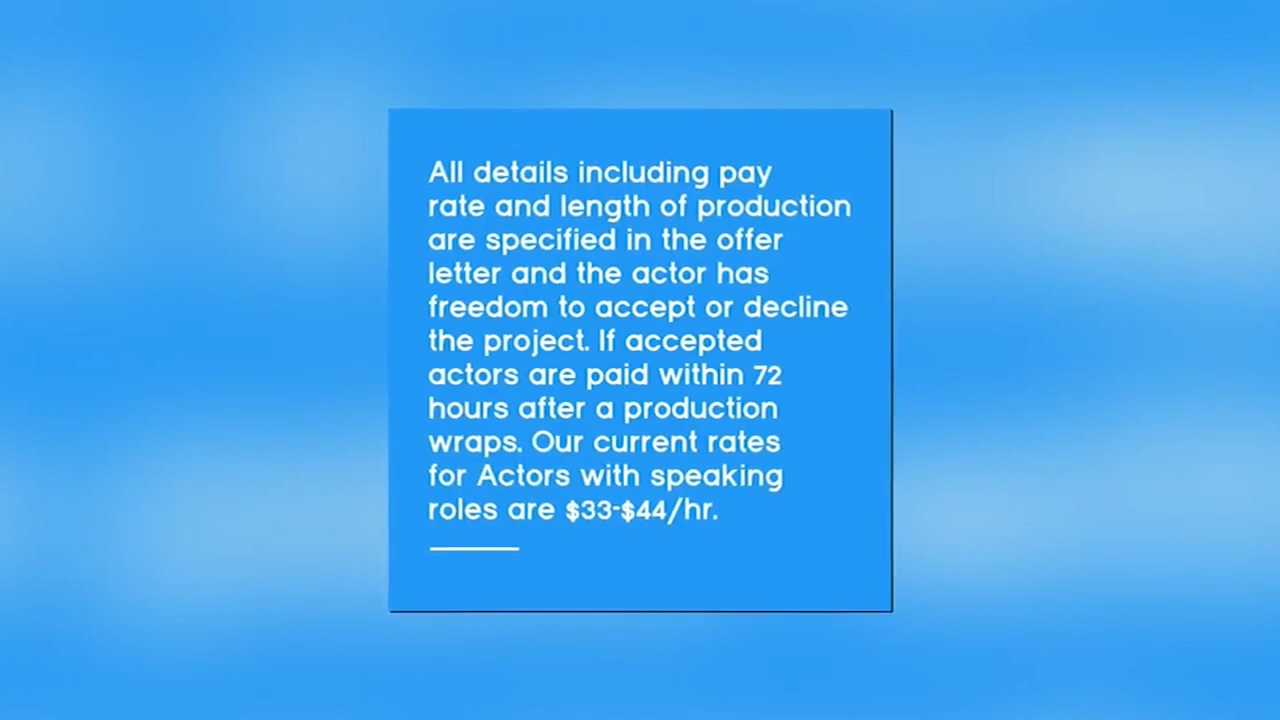 All details including pay
rate and length of production
are specified in the offer
letter and the actor has
freedom to accept or decline
the project. If accepted
actors are paid within 72
hours after a production
wraps. Our current rates
for Actors with speaking
roles are $33-$44/hr.